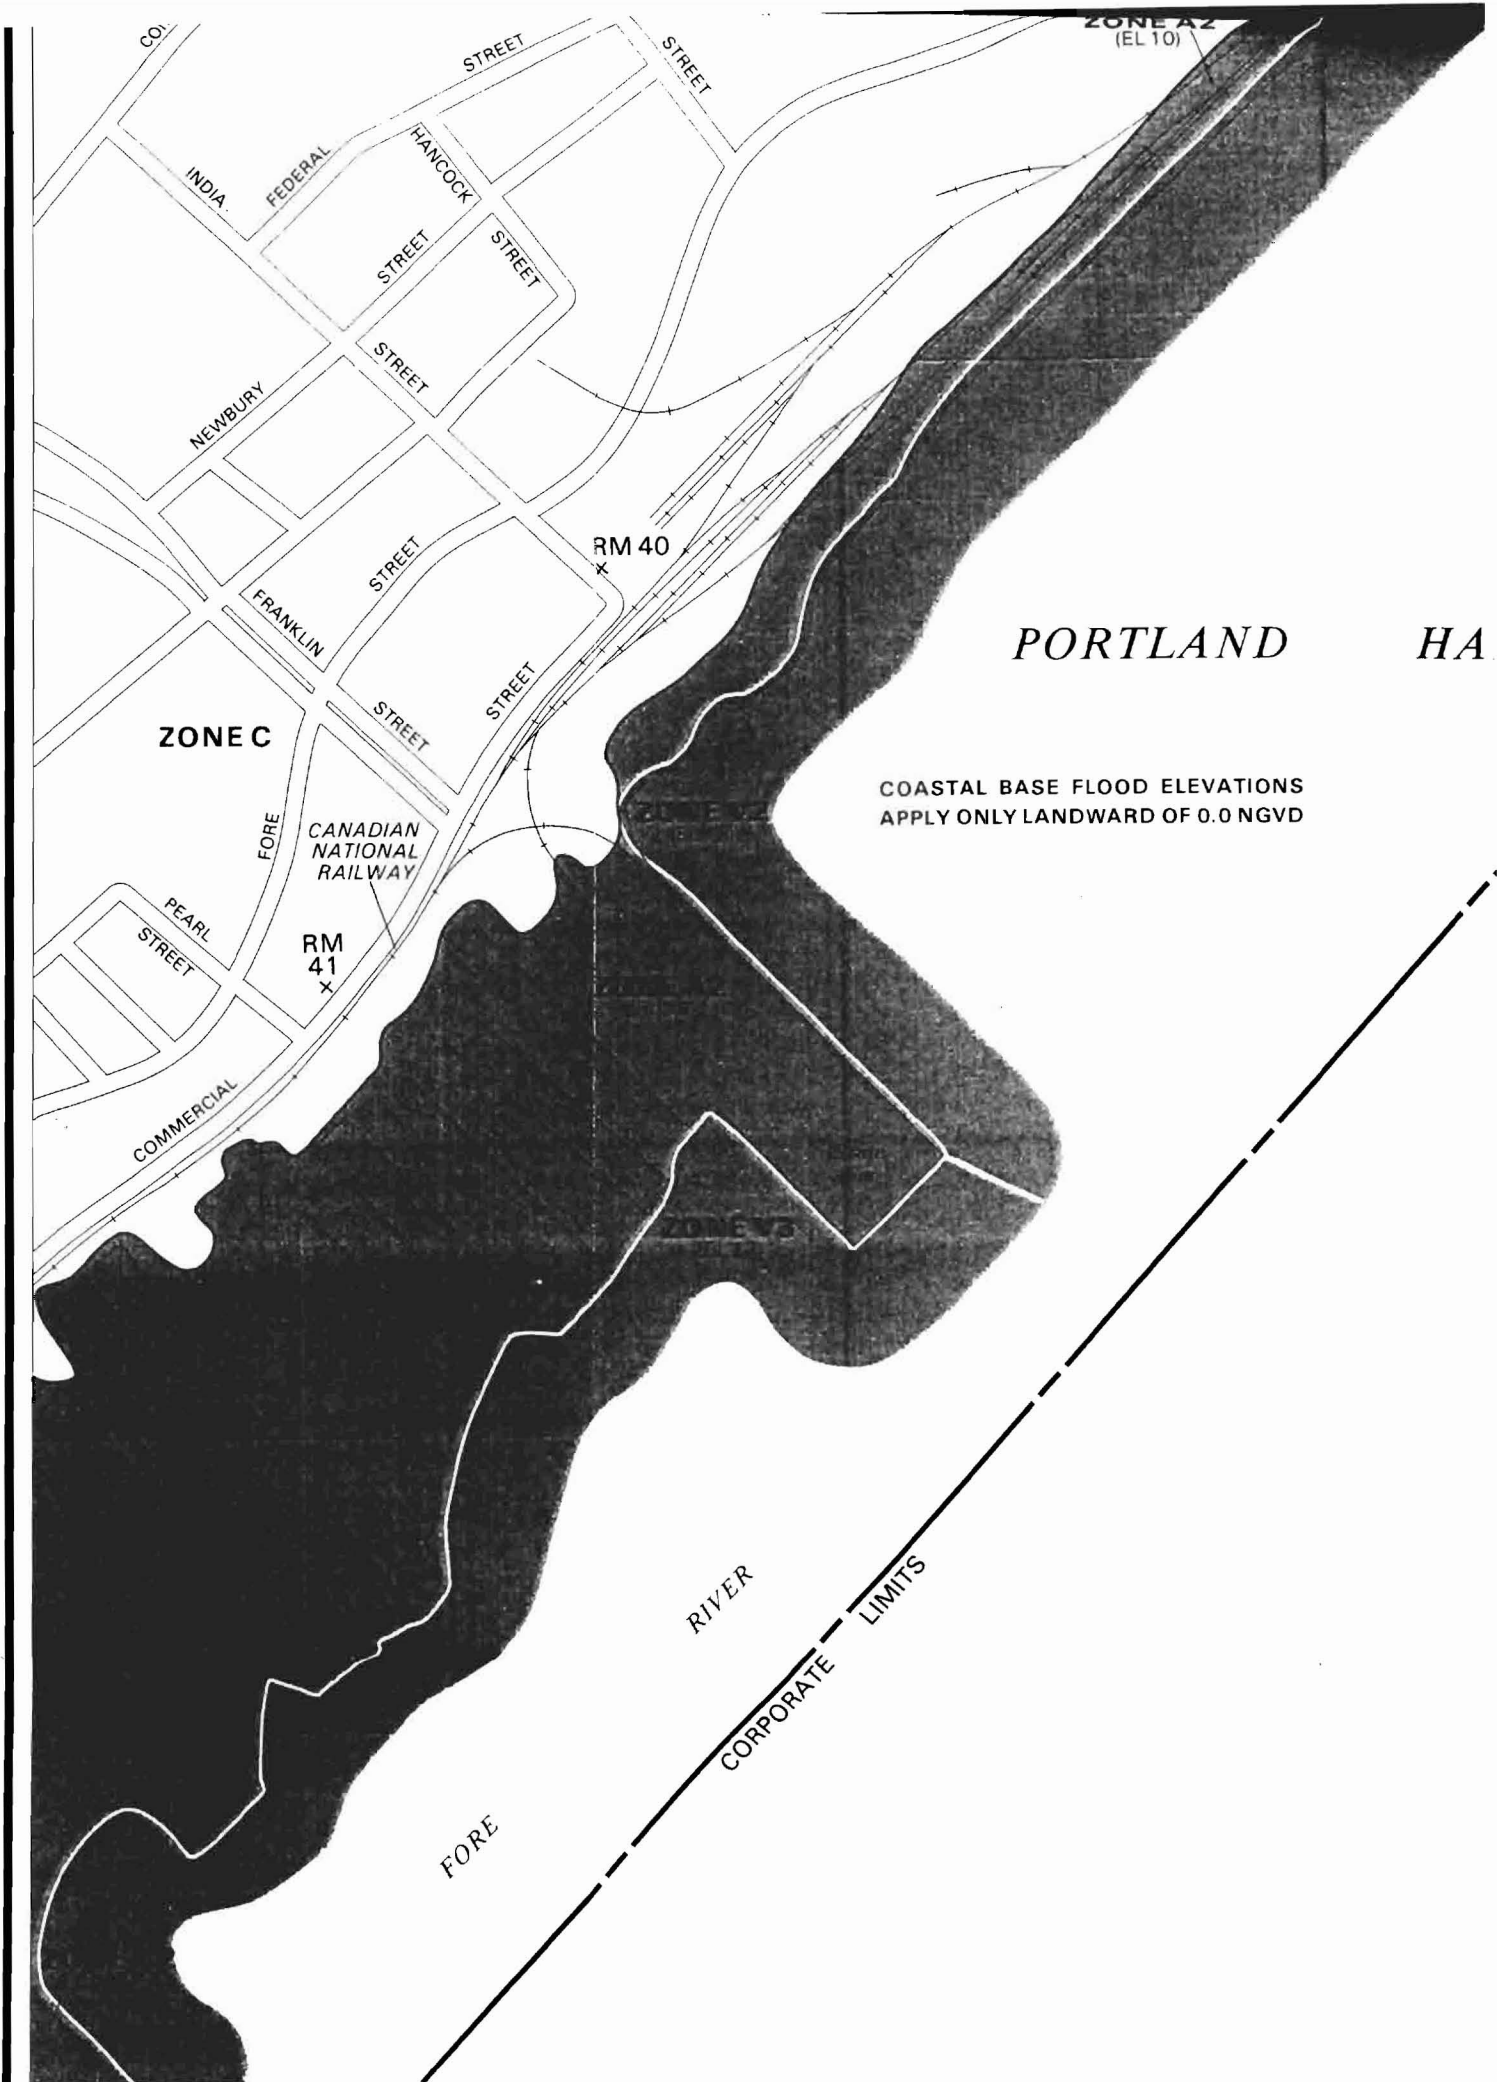 ZONE A2
(EL 10)
STREET
STREET
FEDERAL
HANCOCK
INDIA
STREET
STREET
STREET
NEWBURY
RM 40
STREET
FRANKLIN
PORTLAND HA
STREET
STREET
ZONE C
COASTAL BASE FLOOD ELEVATIONS
APPLY ONLY LANDWARD OF 0.0 NGVD
FORE
CANADIAN
NATIONAL
RAILWAY
PEARL
STREET
RM
41
COMMERCIAL
ZONE V3
RIVER
LIMITS
CORPORATE
FORE